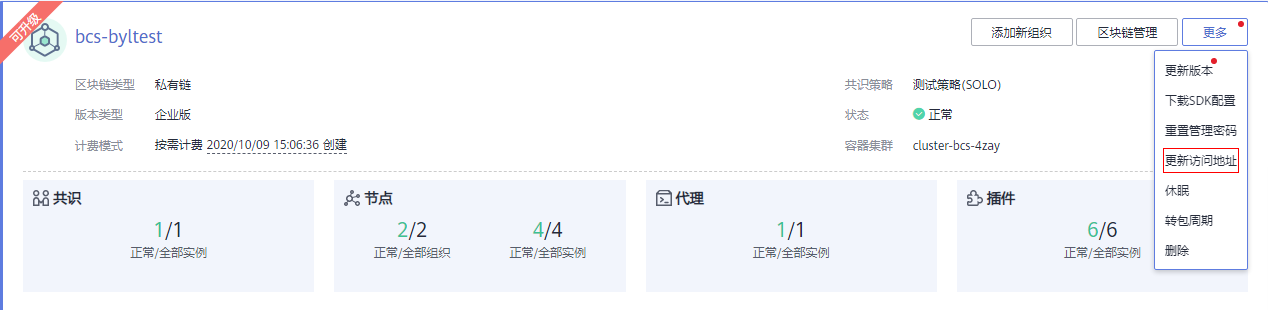 可升级
bcs-byltest
添加新组织 区块链管理 更多
区块链类型 私有链 共识策略 测试策略(SOLO)
版本类型 企业版 状态 正常
计费模式 按需计费 2020/10/09 15:06:36 创建 容器集群 cluster-bcs-4zay
更新版本
下载SDK配置
重置管理密码
更新访问地址
休眠
转包周期
删除
共识
1/1
正常/全部实例
节点
2/2 4/4
正常/全部组织 正常/全部实例
代理
1/1
正常/全部实例
插件
6/6
正常/全部实例